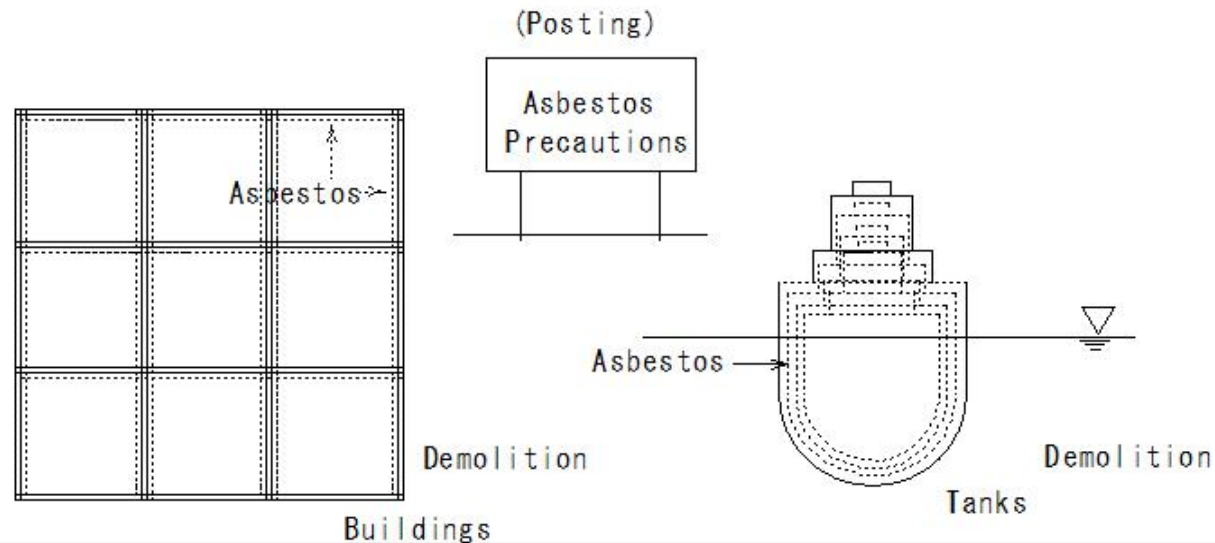 (Posting)
Asbestos
Precautions
Asbestos
Asbestos
Demolition
Buildings
Demolition
Tanks